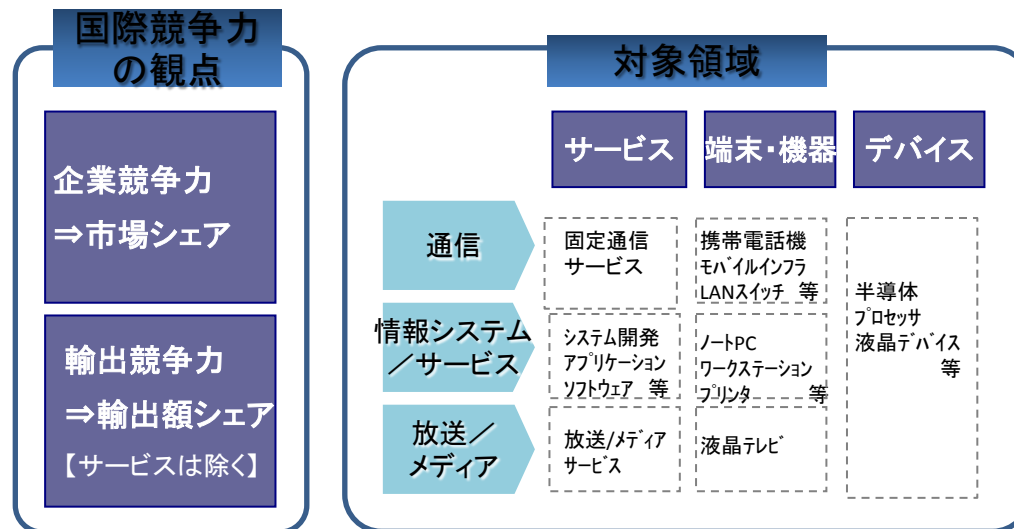 国際競争力
の観点
企業競争力
⇒市場シェア
輸出競争力
⇒輸出額シェア
【サービスは除く】
対象領域
サービス
端末・機器
デバイス
通信
固定通信
サービス
携帯電話機
ﾓﾊﾞｲﾙｲﾝﾌﾗ
LANｽｲｯﾁ 等
情報システム
／サービス
ｼｽﾃﾑ開発
ｱﾌﾟﾘｹｰｼｮﾝ
ｿﾌﾄｳｪｱ 等
ﾉｰﾄPC
ﾜｰｸｽﾃｰｼｮﾝ
ﾌﾟﾘﾝﾀ 等
放送／
メディア
放送/ﾒﾃﾞｨｱ
ｻｰﾋﾞｽ
液晶ﾃﾚﾋﾞ
半導体
ﾌﾟﾛｾｯｻ
液晶ﾃﾞﾊﾞｲｽ
等